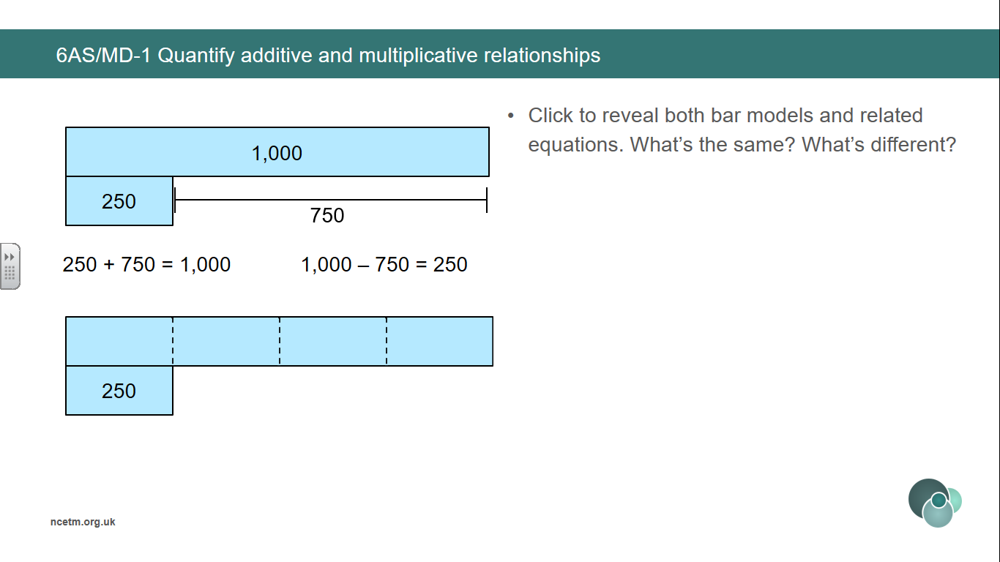 6AS/MD-1 Quantify additive and multiplicative relationships
• Click to reveal both bar models and related
equations. What’s the same? What’s different?
1,000
250
750
250 + 750 = 1,000
1,000 – 750 = 250
250
ncetm.org.uk